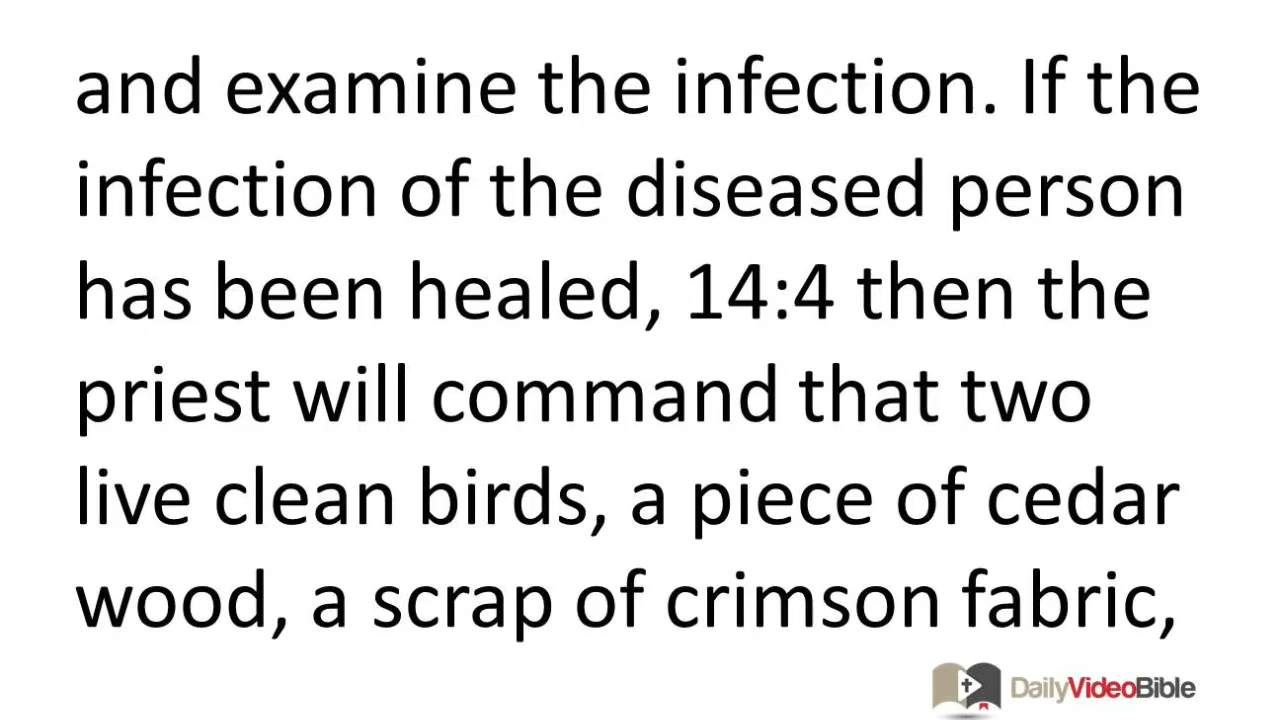 and examine the infection. If the
infection of the diseased person
has been healed, 14:4 then the
priest will command that two
live clean birds, a piece of cedar
wood, a scrap of crimson fabric,
DailyVideoBible